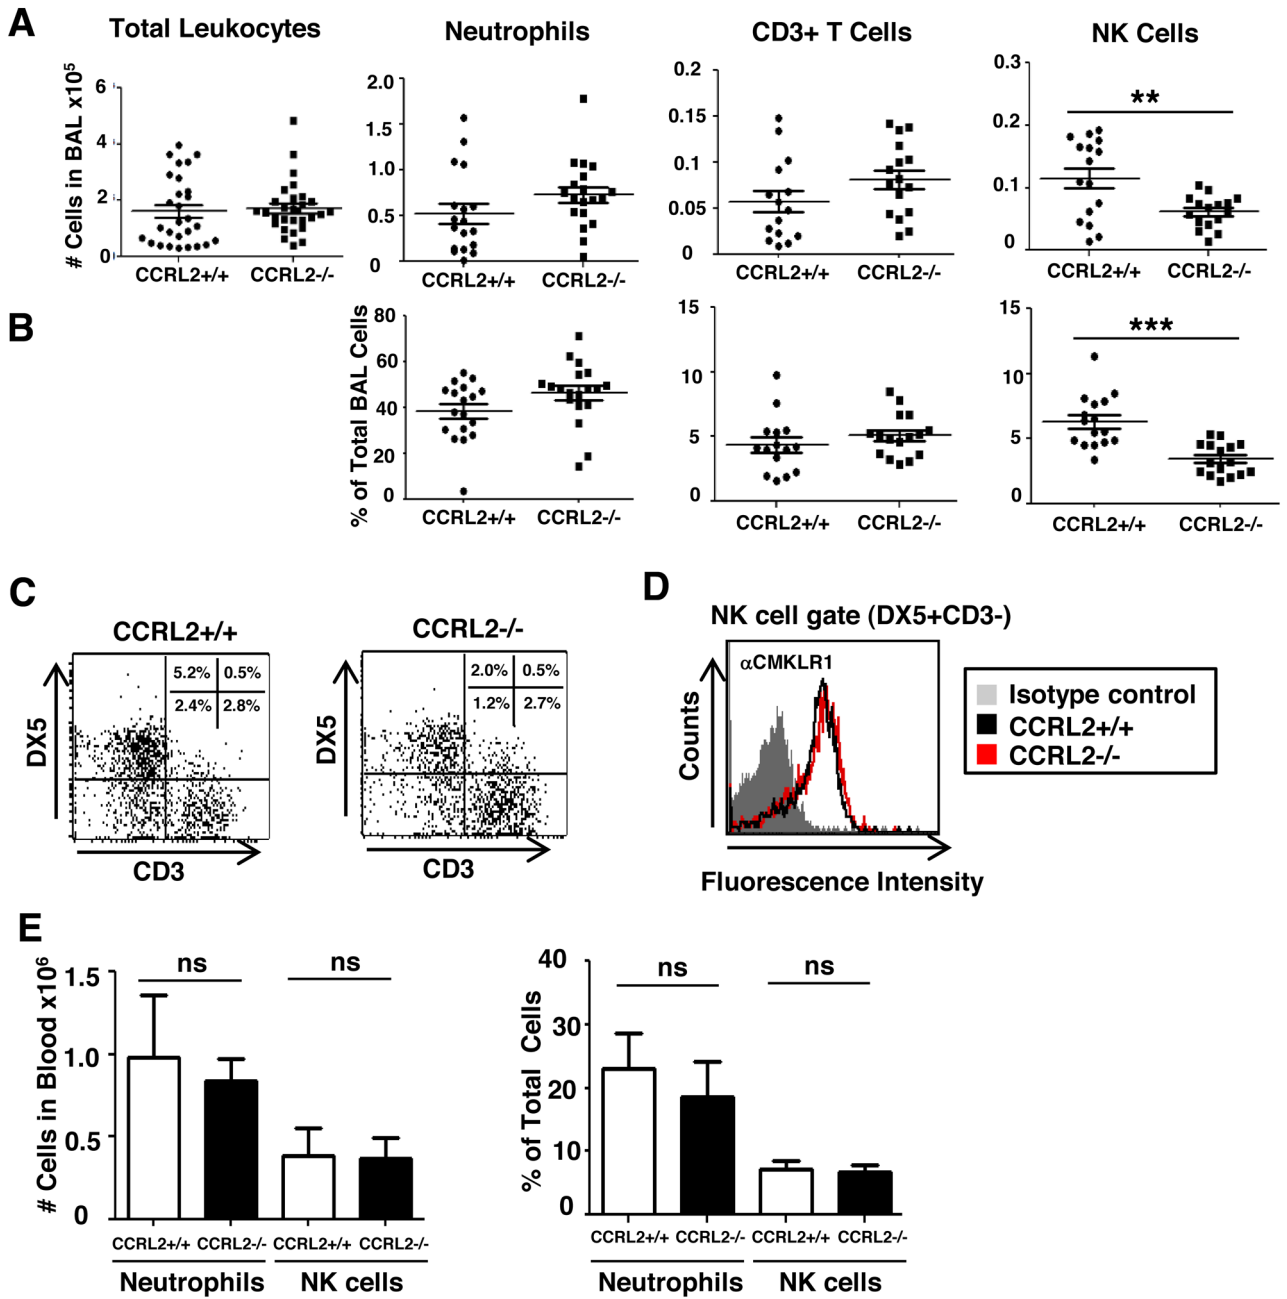 A
Total Leukocytes
Neutrophils
CD3+ T Cells
NK Cells
# Cells in BAL x10⁵
6
4
2
0
CCRL2+/+ CCRL2-/-
2.0
1.5
1.0
0.5
0
CCRL2+/+ CCRL2-/-
0.2
0.15
0.1
0.05
0
CCRL2+/+ CCRL2-/-
0.3
0.2
0.1
0
**
CCRL2+/+ CCRL2-/-
B
% of Total BAL Cells
80
60
40
20
0
CCRL2+/+ CCRL2-/-
15
10
5
0
CCRL2+/+ CCRL2-/-
15
10
5
0
***
CCRL2+/+ CCRL2-/-
C
CCRL2+/+
DX5
5.2% 0.5%
2.4% 2.8%
CD3
CCRL2-/-
DX5
2.0% 0.5%
1.2% 2.7%
CD3
D
NK cell gate (DX5+CD3-)
αCMKLR1
Counts
Fluorescence Intensity
Isotype control
CCRL2+/+
CCRL2-/-
E
# Cells in Blood x10⁶
1.5
1.0
0.5
0
ns
ns
CCRL2+/+ CCRL2-/- CCRL2+/+ CCRL2-/-
Neutrophils NK cells
% of Total Cells
40
30
20
10
0
ns
ns
CCRL2+/+ CCRL2-/- CCRL2+/+ CCRL2-/-
Neutrophils NK cells